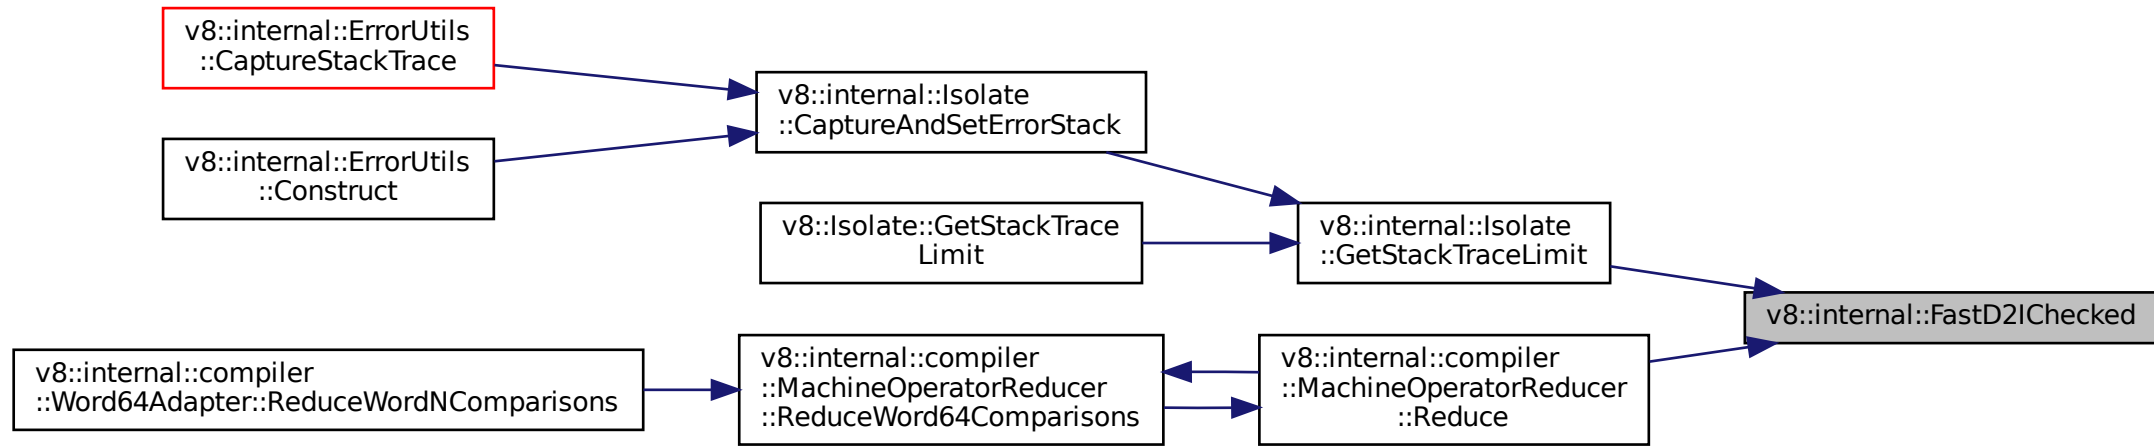 v8::internal::ErrorUtils
::CaptureStackTrace
v8::internal::Isolate
::CaptureAndSetErrorStack
v8::internal::ErrorUtils
::Construct
v8::Isolate::GetStackTrace
Limit
v8::internal::Isolate
::GetStackTraceLimit
v8::internal::FastD2IChecked
v8::internal::compiler
::Word64Adapter::ReduceWordNComparisons
v8::internal::compiler
::MachineOperatorReducer
::ReduceWord64Comparisons
v8::internal::compiler
::MachineOperatorReducer
::Reduce